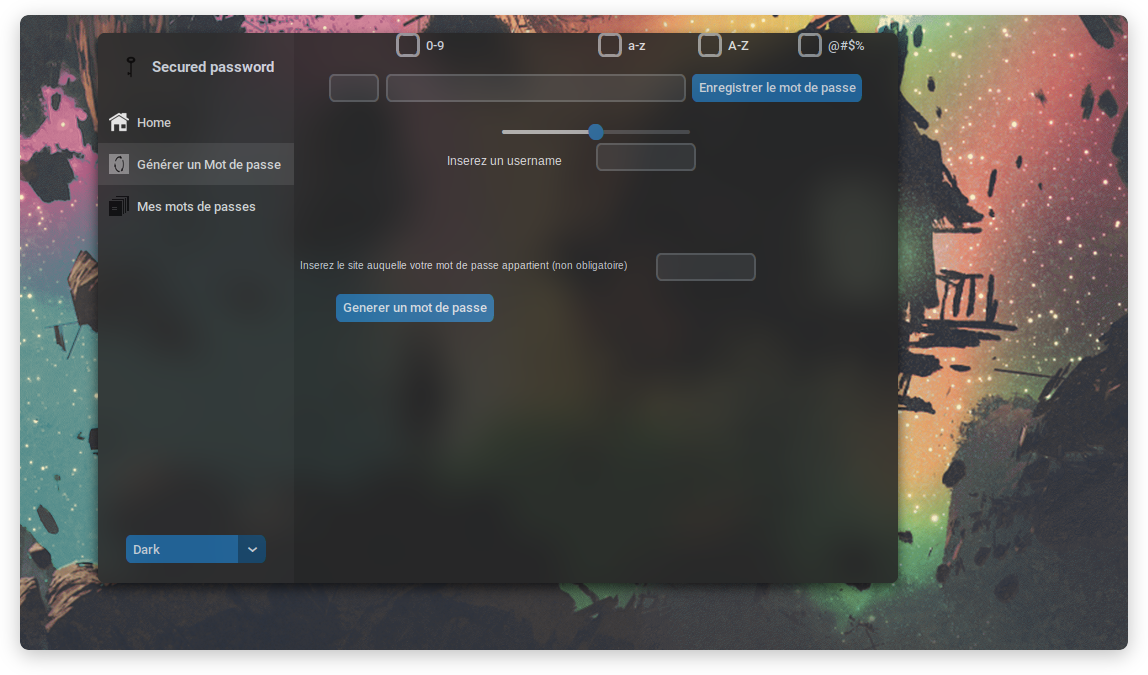 0-9
a-z
A-Z
@#$%
Secured password
Enregistrer le mot de passe
Home
Inserez un username
Générer un Mot de passe
Mes mots de passes
Inserez le site auquelle votre mot de passe appartient (non obligatoire)
Generer un mot de passe
Dark